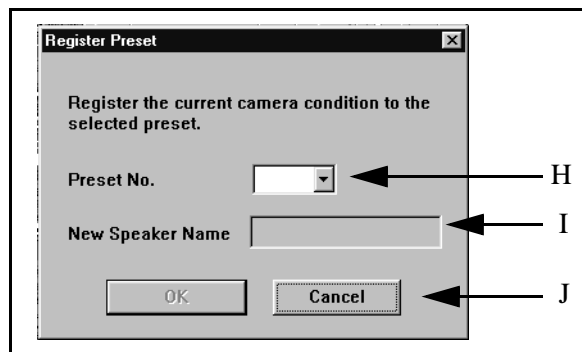 Register Preset
Register the current camera condition to the
selected preset.
Preset No.
H
New Speaker Name
I
OK
Cancel
J